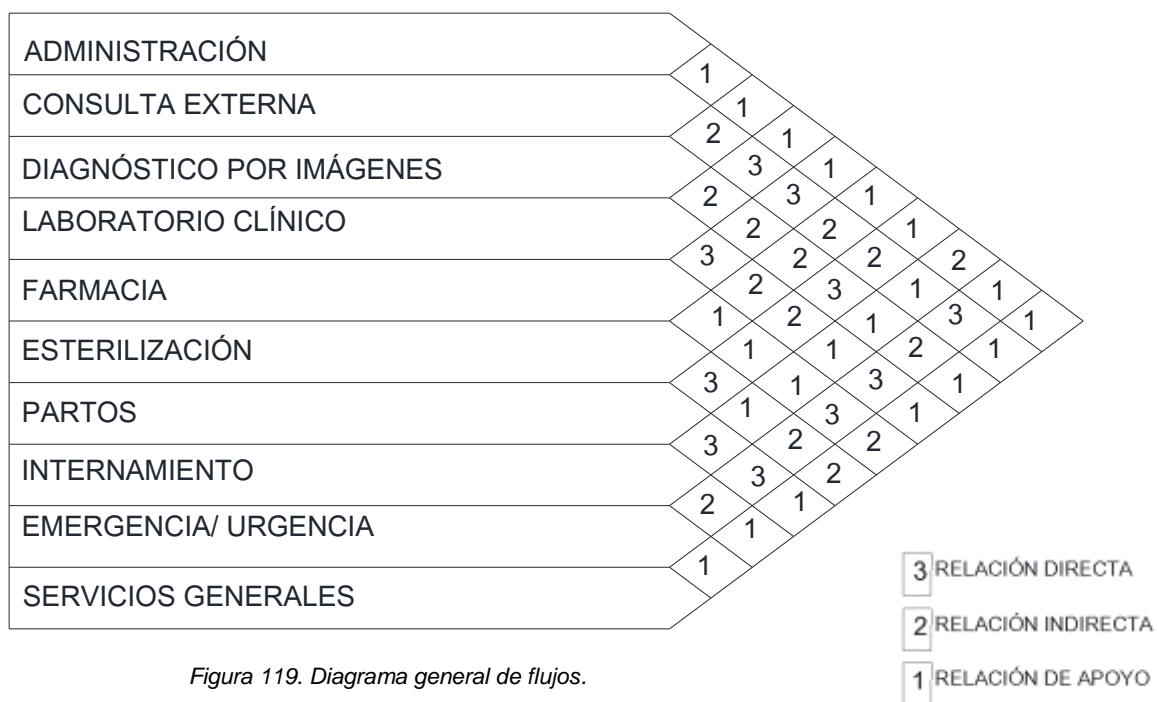 ADMINISTRACIÓN
1
CONSULTA EXTERNA 1
2 1
DIAGNÓSTICO POR IMÁGENES 3 1
2 3 1
LABORATORIO CLÍNICO 2 2 1
3 2 2 2
FARMACIA 2 3 1 1
1 2 1 3 1
ESTERILIZACIÓN 1 1 2 1
3 1 3 1
PARTOS 1 3 1
3 2 2
INTERNAMIENTO 3 2
2 1
EMERGENCIA/ URGENCIA 1
1
SERVICIOS GENERALES
3 RELACIÓN DIRECTA
2 RELACIÓN INDIRECTA
1 RELACIÓN DE APOYO
Figura 119. Diagrama general de flujos.